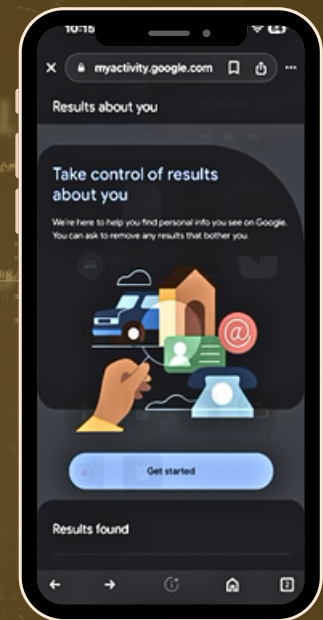 10:15
64
myactivity.google.com
Results about you
Take control of results
about you
We're here to help you find personal info you see on Google.
You can ask to remove any results that bother you.
@
Get started
Results found
2